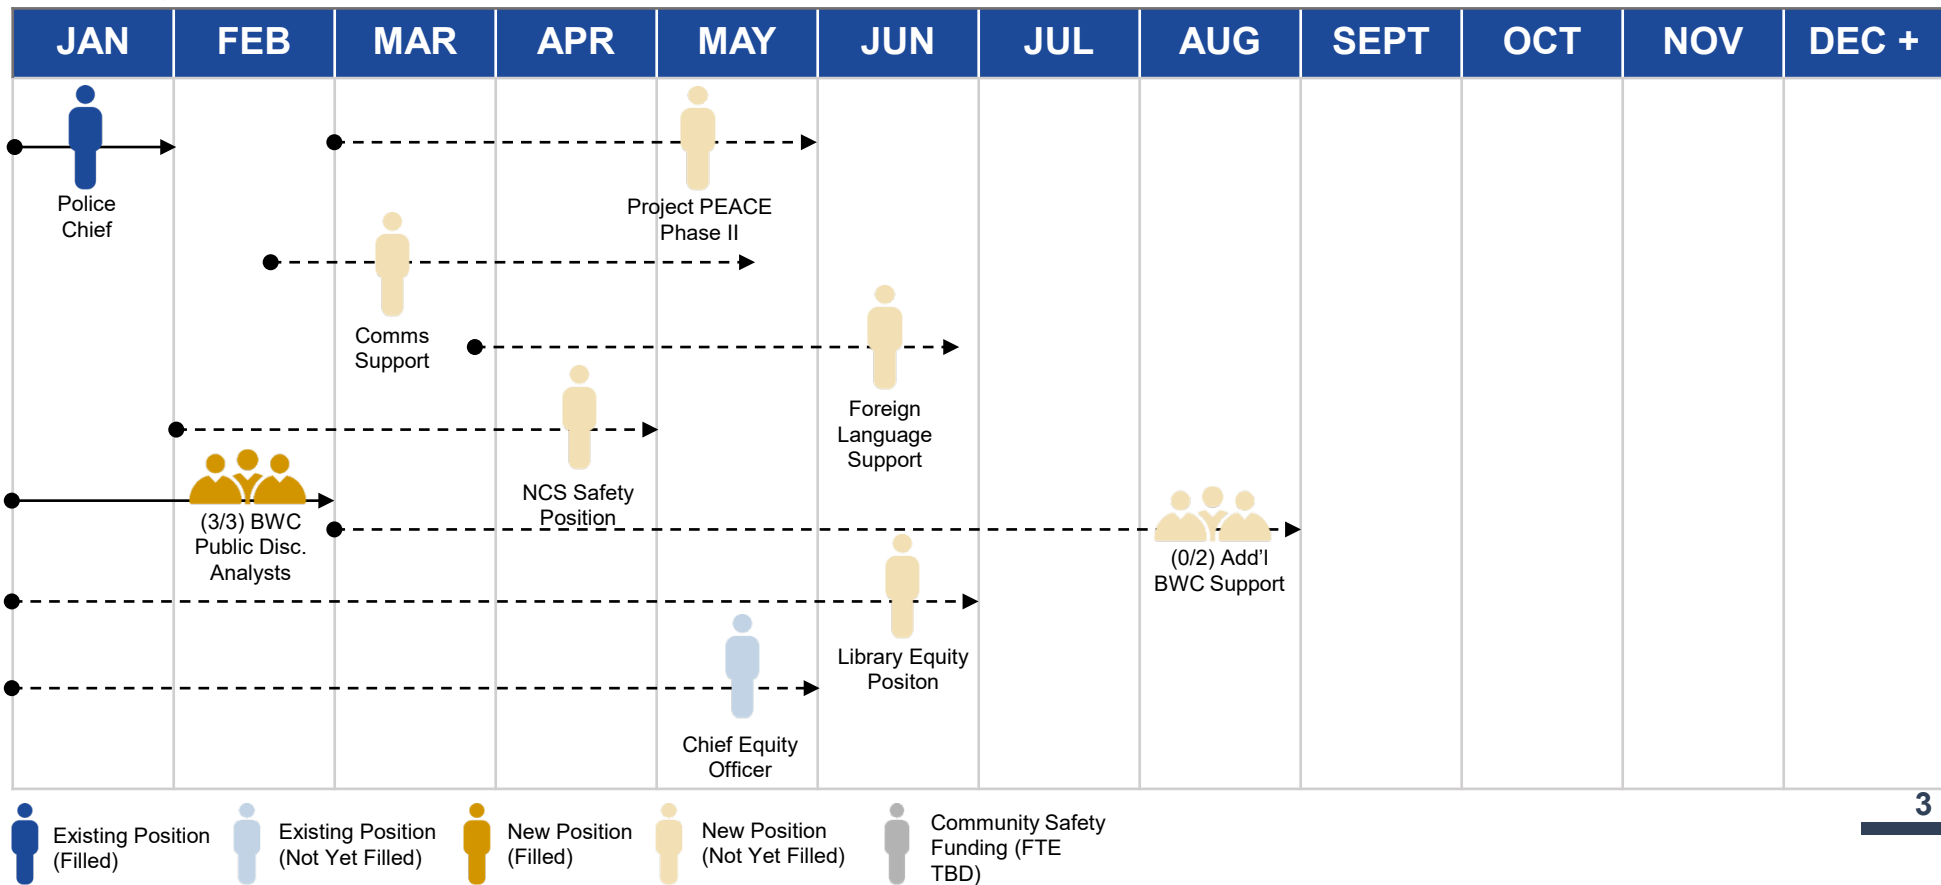 JAN FEB MAR APR MAY JUN JUL AUG SEPT OCT NOV DEC +
Police
Chief
Project PEACE
Phase II
Comms
Support
Foreign
Language
Support
NCS Safety
Position
(3/3) BWC
Public Disc.
Analysts
(0/2) Add'l
BWC Support
Library Equity
Positon
Chief Equity
Officer
Existing Position
(Filled)
Existing Position
(Not Yet Filled)
New Position
(Filled)
New Position
(Not Yet Filled)
Community Safety
Funding (FTE
TBD)
3